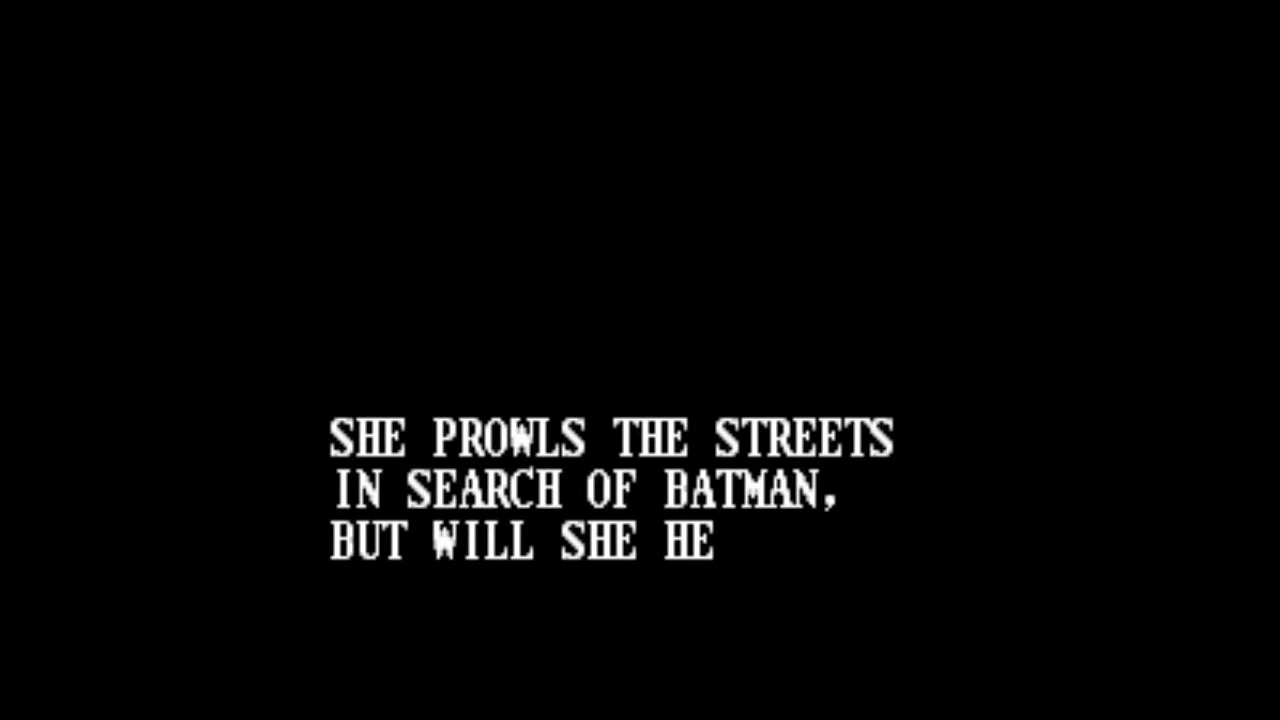 SHE PROWLS THE STREETS
IN SEARCH OF BATMAN,
BUT WILL SHE HE